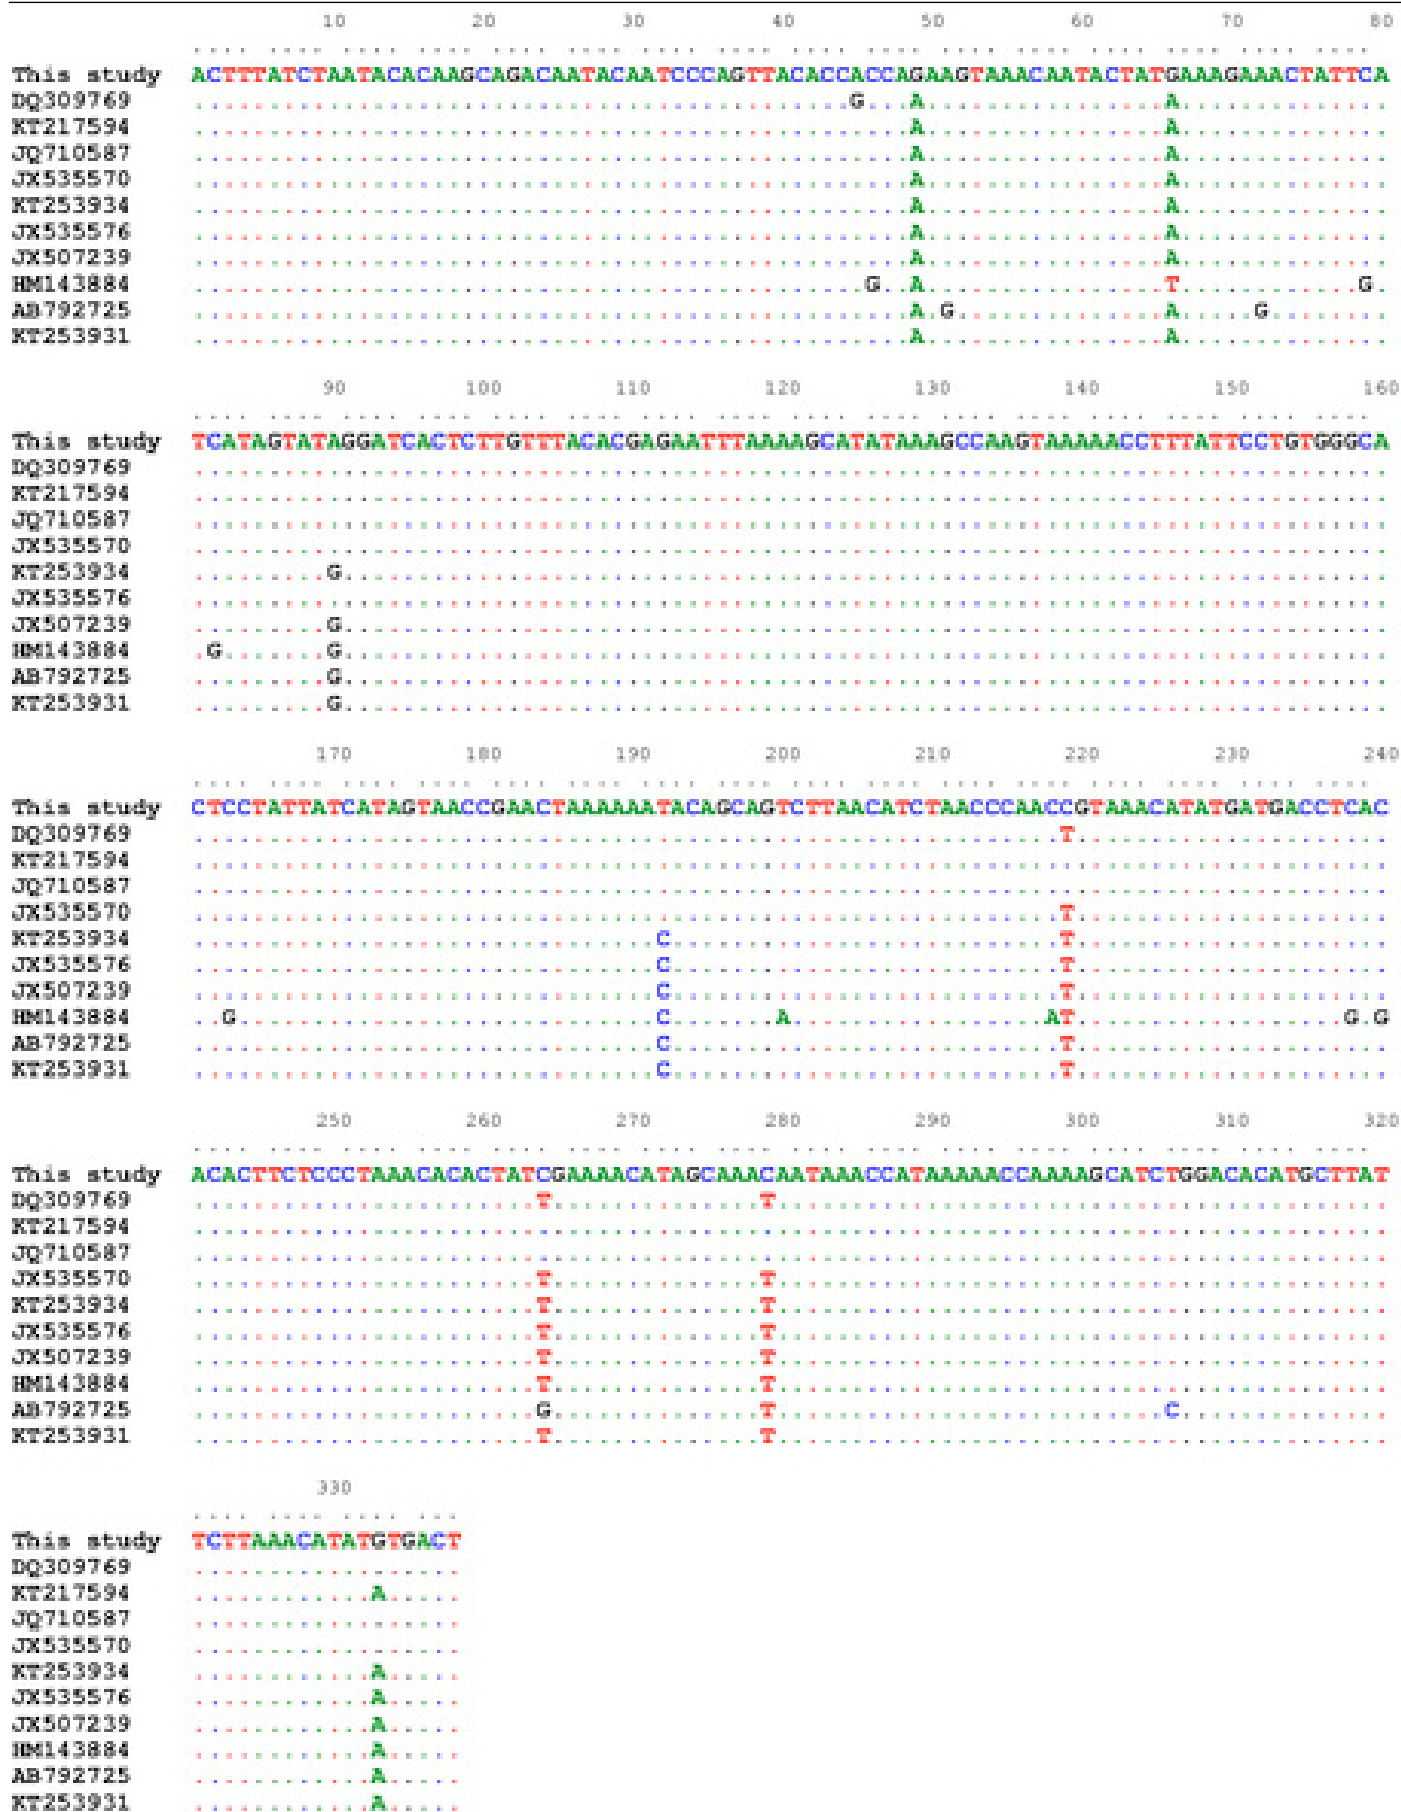 10 20 30 40 50 60 70 80
This study ACTTTATCTAATACACAAGCAGACAATACAATCCCAGTTACACCACCAGAAGTAAACAATACTATGAAAGAAACTATTCA
DQ309769 G A A
KT217594 A A
JQ710587 A A
JX535570 A A
KT253934 A A
JX535576 A A
JX507239 A A
HM143884 G A T G
AB792725 A G A G
KT253931 A A
90 100 110 120 130 140 150 160
This study TCATAGTATAGGATCACTCTTGTTTACACGAGAATTTAAAAGCATATAAAGCCAAGTAAAAACCTTTATTCCTGTGGGCA
DQ309769
KT217594
JQ710587
JX535570
KT253934 G
JX535576
JX507239 G
HM143884 G G
AB792725 G
KT253931 G
170 180 190 200 210 220 230 240
This study CTCCTATTATCATAGTAACCGAACTAAAAAATACAGCAGTCTTAACATCTAACCCAACCGTAAACATATGATGACCTCAC
DQ309769 T
KT217594
JQ710587
JX535570 T
KT253934 C T
JX535576 C T
JX507239 C T
HM143884 G C A AT G G
AB792725 C T
KT253931 C T
250 260 270 280 290 300 310 320
This study ACACTTCTCCCTAAACACACTATCGAAAACATAGCAAACAATAAACCATAAAAACCAAAAGCATCTGGACACATGCTTAT
DQ309769 T T
KT217594
JQ710587
JX535570 T T
KT253934 T T
JX535576 T T
JX507239 T T
HM143884 T T
AB792725 G T C
KT253931 T T
330
This study TCTTAAACATATGTGACT
DQ309769
KT217594 A
JQ710587
JX535570
KT253934 A
JX535576 A
JX507239 A
HM143884 A
AB792725 A
KT253931 A